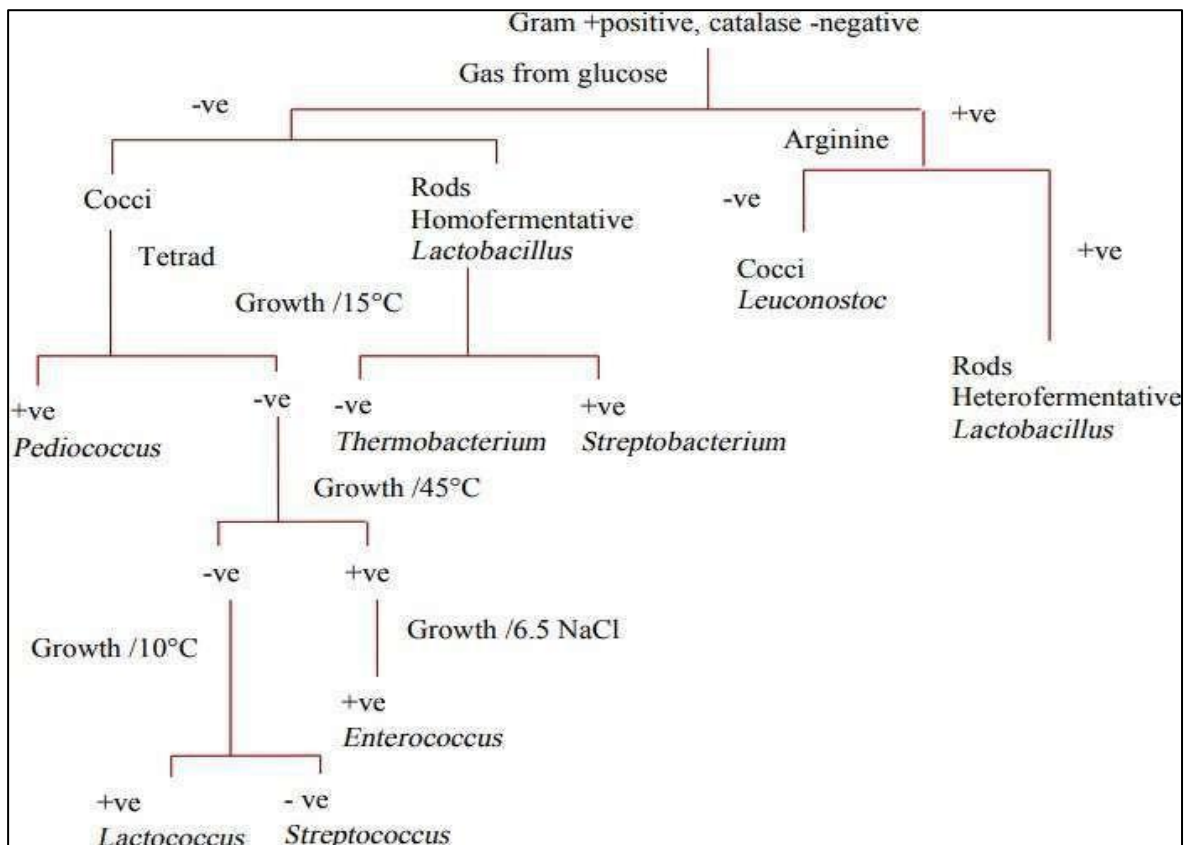 Gram +positive, catalase -negative
Gas from glucose
-ve
+ve
Arginine
Cocci
Rods
Homofermentative
Lactobacillus
-ve
+ve
Tetrad
Cocci
Leuconostoc
Growth /15°C
Rods
Heterofermentative
Lactobacillus
+ve
Pediococcus
-ve
-ve
Thermobacterium
+ve
Streptobacterium
Growth /45°C
-ve
+ve
Growth /10°C
Growth /6.5 NaCl
+ve
Enterococcus
+ve
Lactococcus
- ve
Streptococcus